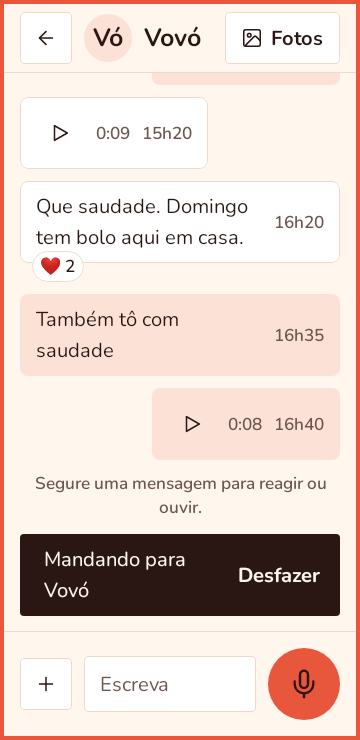 Vó Vovó Fotos
0:09 15h20
Que saudade. Domingo
tem bolo aqui em casa. 16h20
❤️ 2
Também tô com
saudade 16h35
0:08 16h40
Segure uma mensagem para reagir ou
ouvir.
Mandando para
Vovó Desfazer
Escreva